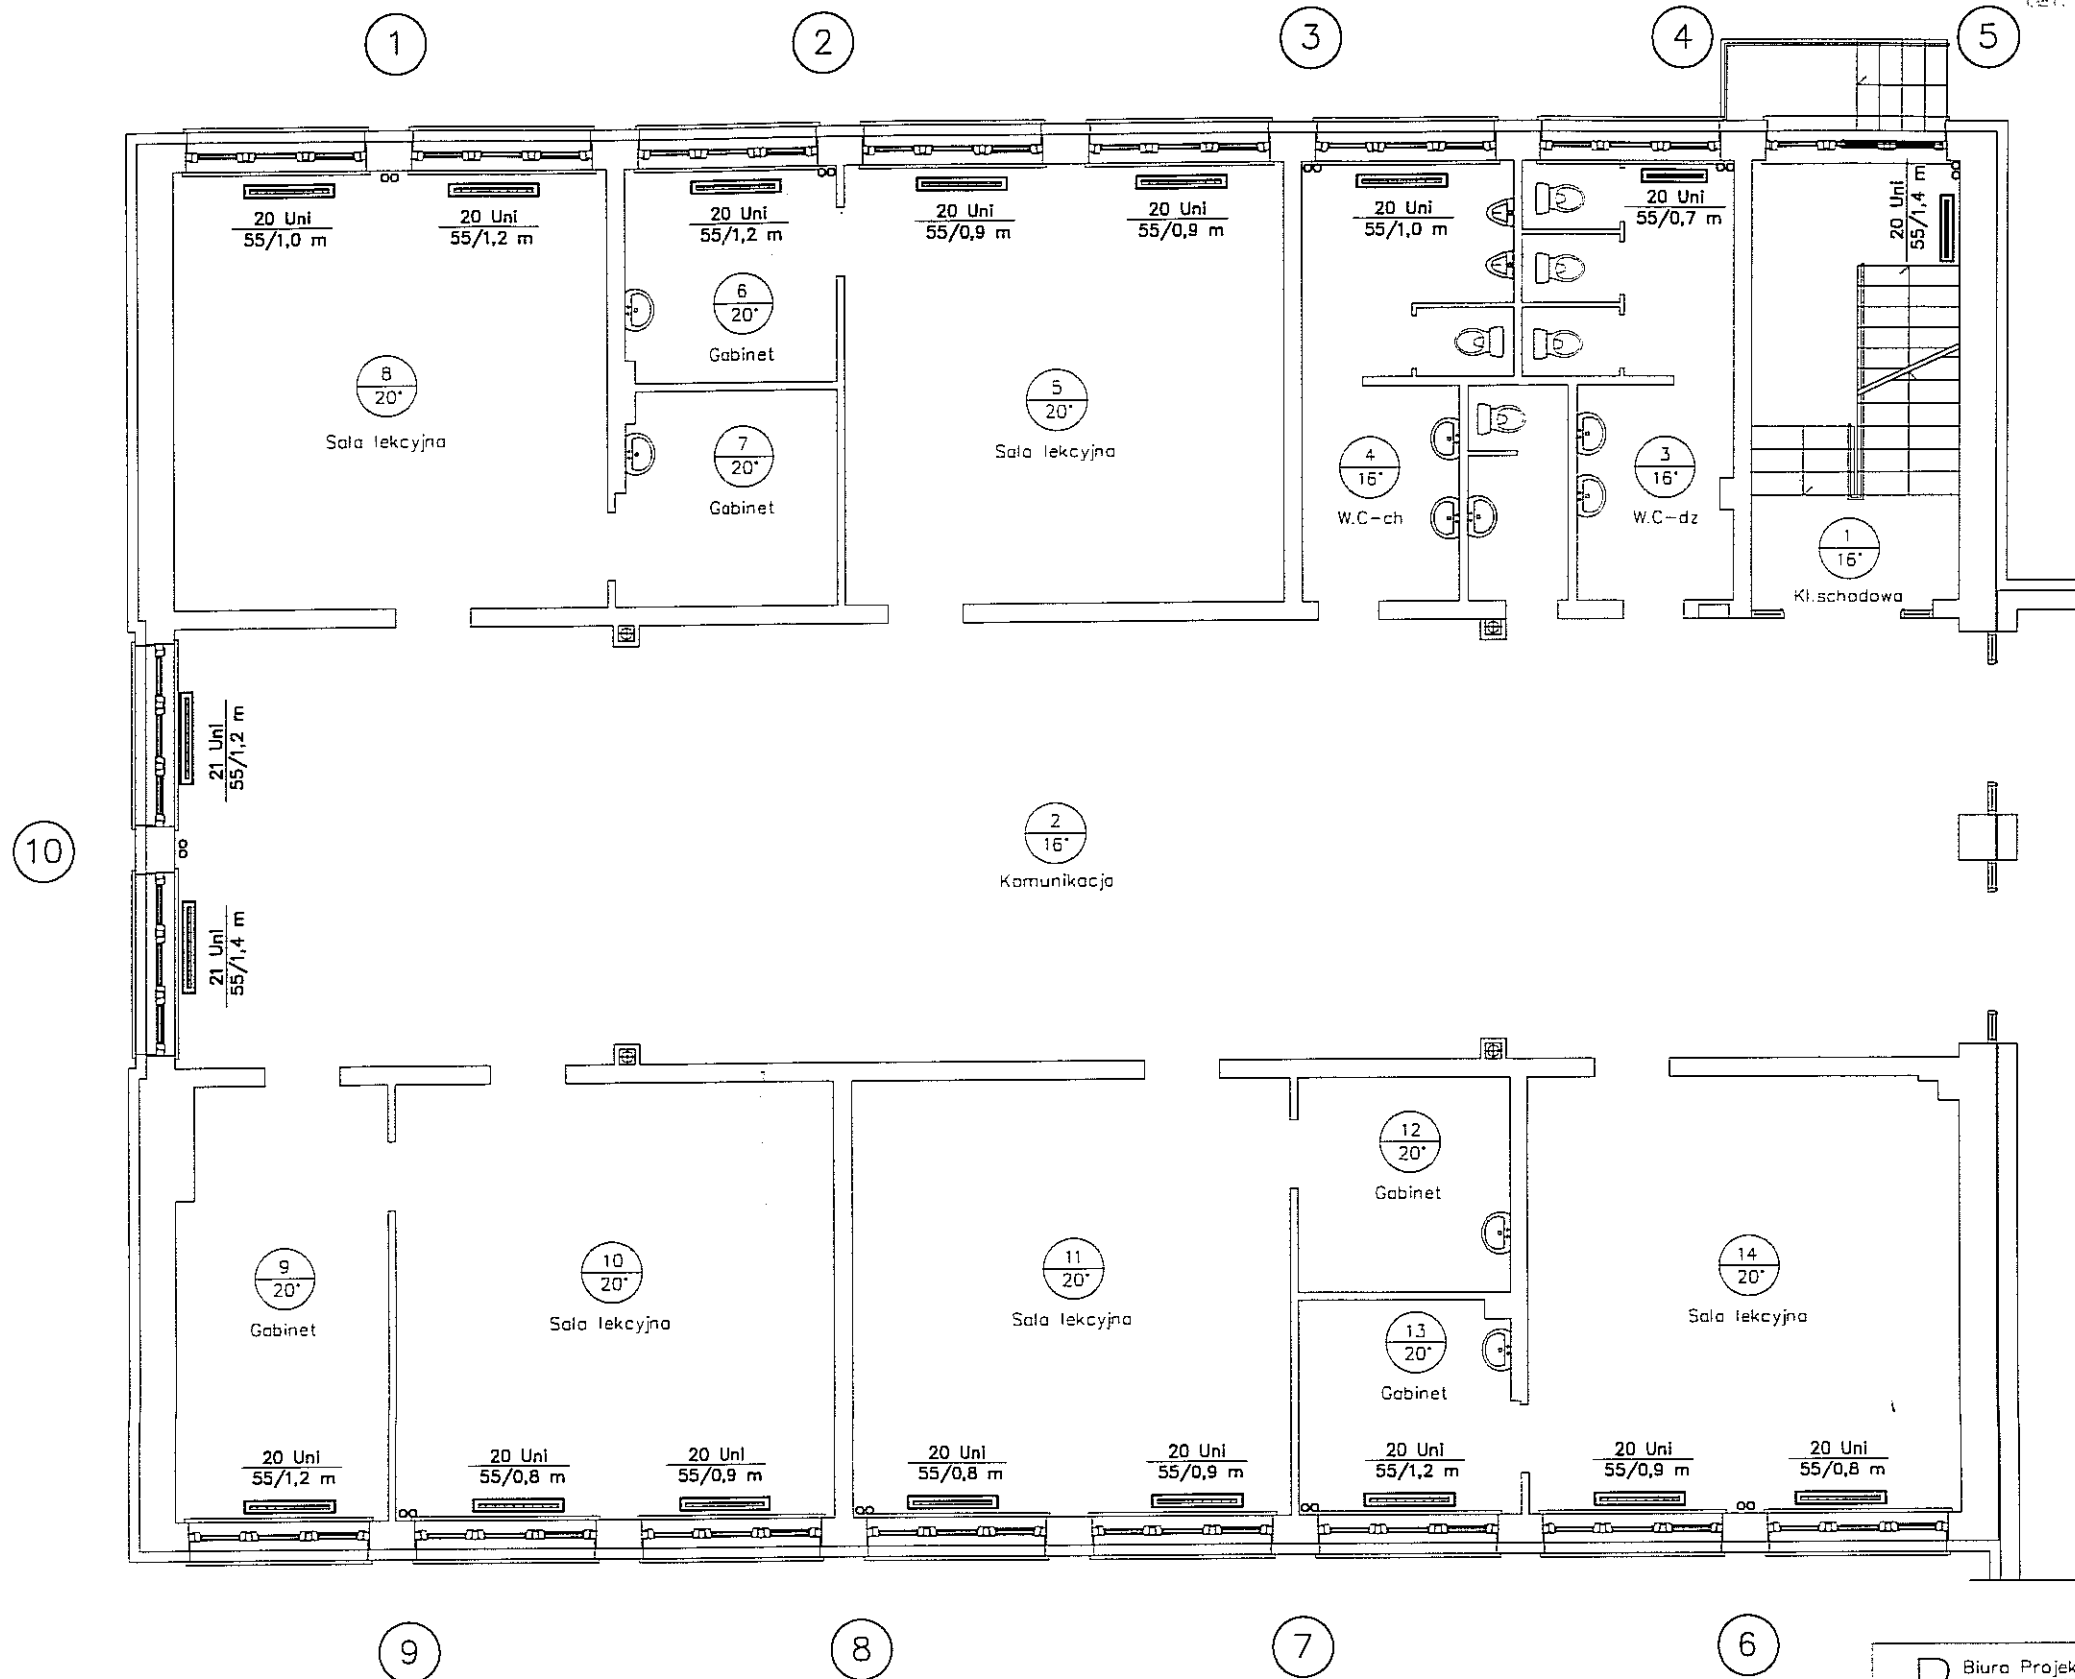 1
2
3
4
5
20 Uni
55/1,0 m
20 Uni
55/1,2 m
20 Uni
55/1,2 m
20 Uni
55/0,9 m
20 Uni
55/0,9 m
20 Uni
55/1,0 m
20 Uni
55/0,7 m
20 Uni
55/1,4 m
6
20°
Gabinet
8
20°
Sala lekcyjna
7
20°
Gabinet
5
20°
Sala lekcyjna
4
16°
W.C-ch
3
16°
W.C-dz
1
16°
Kl.schodowa
21 Uni
55/1,2 m
10
2
16°
Komunikacja
21 Uni
55/1,4 m
9
20°
Gabinet
10
20°
Sala lekcyjna
11
20°
Sala lekcyjna
12
20°
Gabinet
13
20°
Gabinet
14
20°
Sala lekcyjna
20 Uni
55/1,2 m
20 Uni
55/0,8 m
20 Uni
55/0,9 m
20 Uni
55/0,8 m
20 Uni
55/0,9 m
20 Uni
55/1,2 m
20 Uni
55/0,9 m
20 Uni
55/0,8 m
9
8
7
6
Biuro Projek